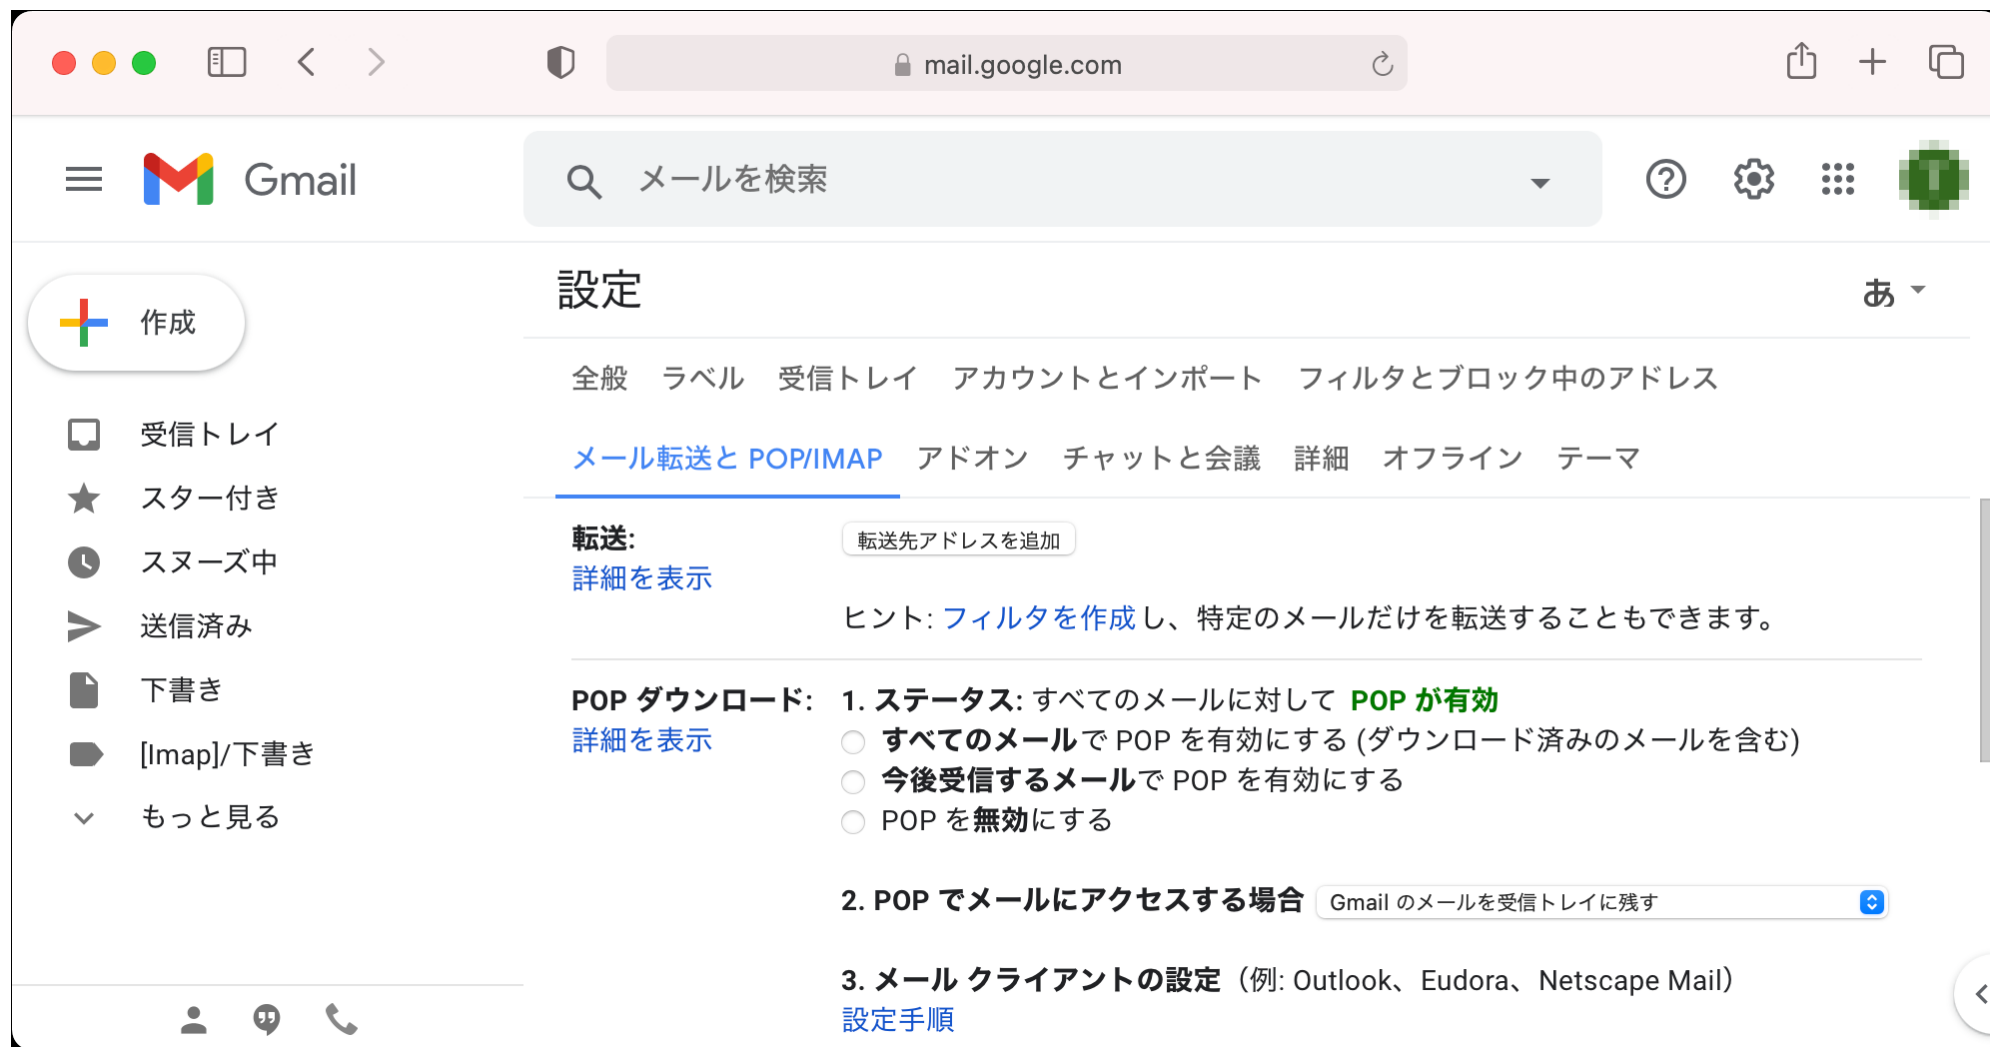 mail.google.com
Gmail
メールを検索
作成
受信トレイ
スター付き
スヌーズ中
送信済み
下書き
[Imap]/下書き
もっと見る
設定
あ
全般 ラベル 受信トレイ アカウントとインポート フィルタとブロック中のアドレス
メール転送と POP/IMAP アドオン チャットと会議 詳細 オフライン テーマ
転送: 転送先アドレスを追加
詳細を表示
ヒント: フィルタを作成し、特定のメールだけを転送することもできます。
POP ダウンロード: 1. ステータス: すべてのメールに対して POP が有効
詳細を表示 すべてのメールで POP を有効にする (ダウンロード済みのメールを含む)
今後受信するメールで POP を有効にする
POP を無効にする
2. POP でメールにアクセスする場合 Gmail のメールを受信トレイに残す
3. メール クライアントの設定（例: Outlook、Eudora、Netscape Mail）
設定手順